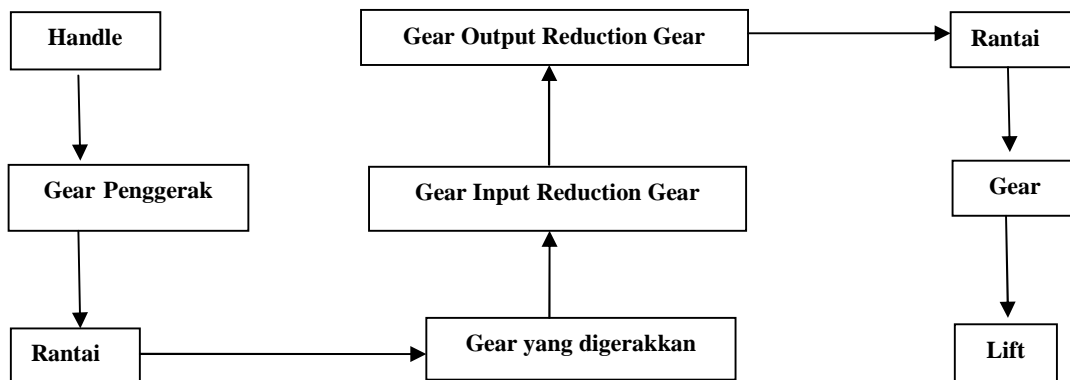 Handle
Gear Penggerak
Rantai
Gear yang digerakkan
Gear Input Reduction Gear
Gear Output Reduction Gear
Rantai
Gear
Lift